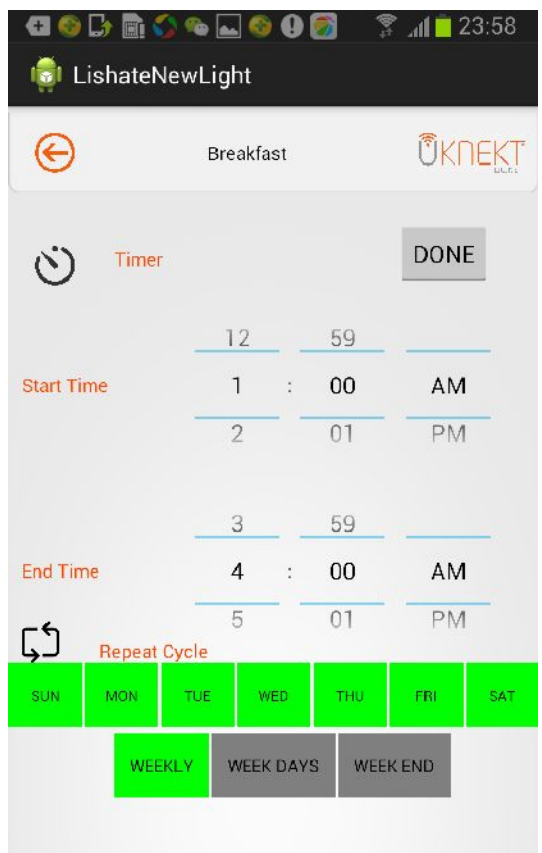 23:58
LishateNewLight
Breakfast
ŪKNEKT
Timer
DONE
12 59
Start Time 1 : 00 AM
2 01 PM
3 59
End Time 4 : 00 AM
5 01 PM
Repeat Cycle
SUN MON TUE WED THU FRI SAT
WEEKLY WEEK DAYS WEEK END